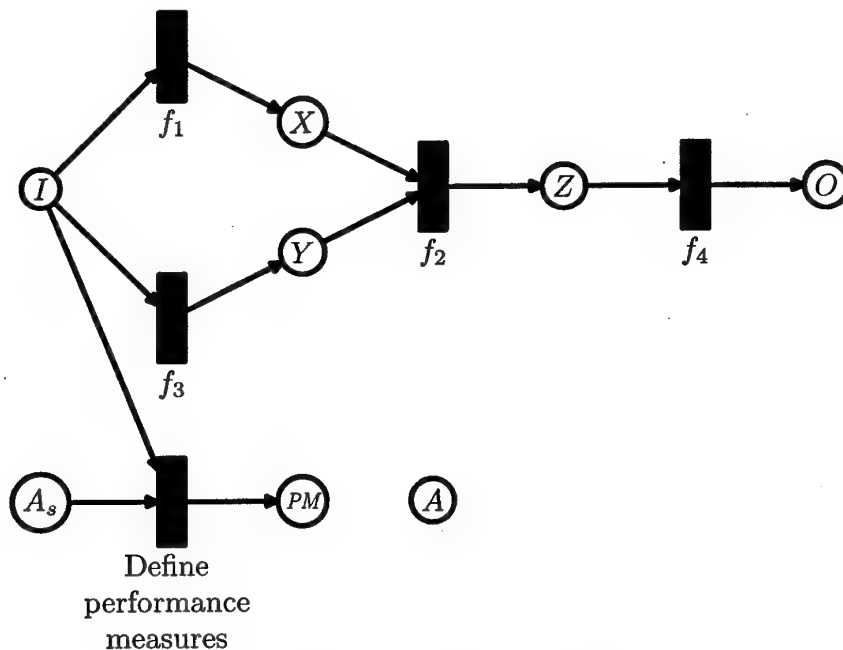 f₁
X
I
Z
O
Y
f₂
f₄
f₃
Aₛ
PM
A
Define
performance
measures